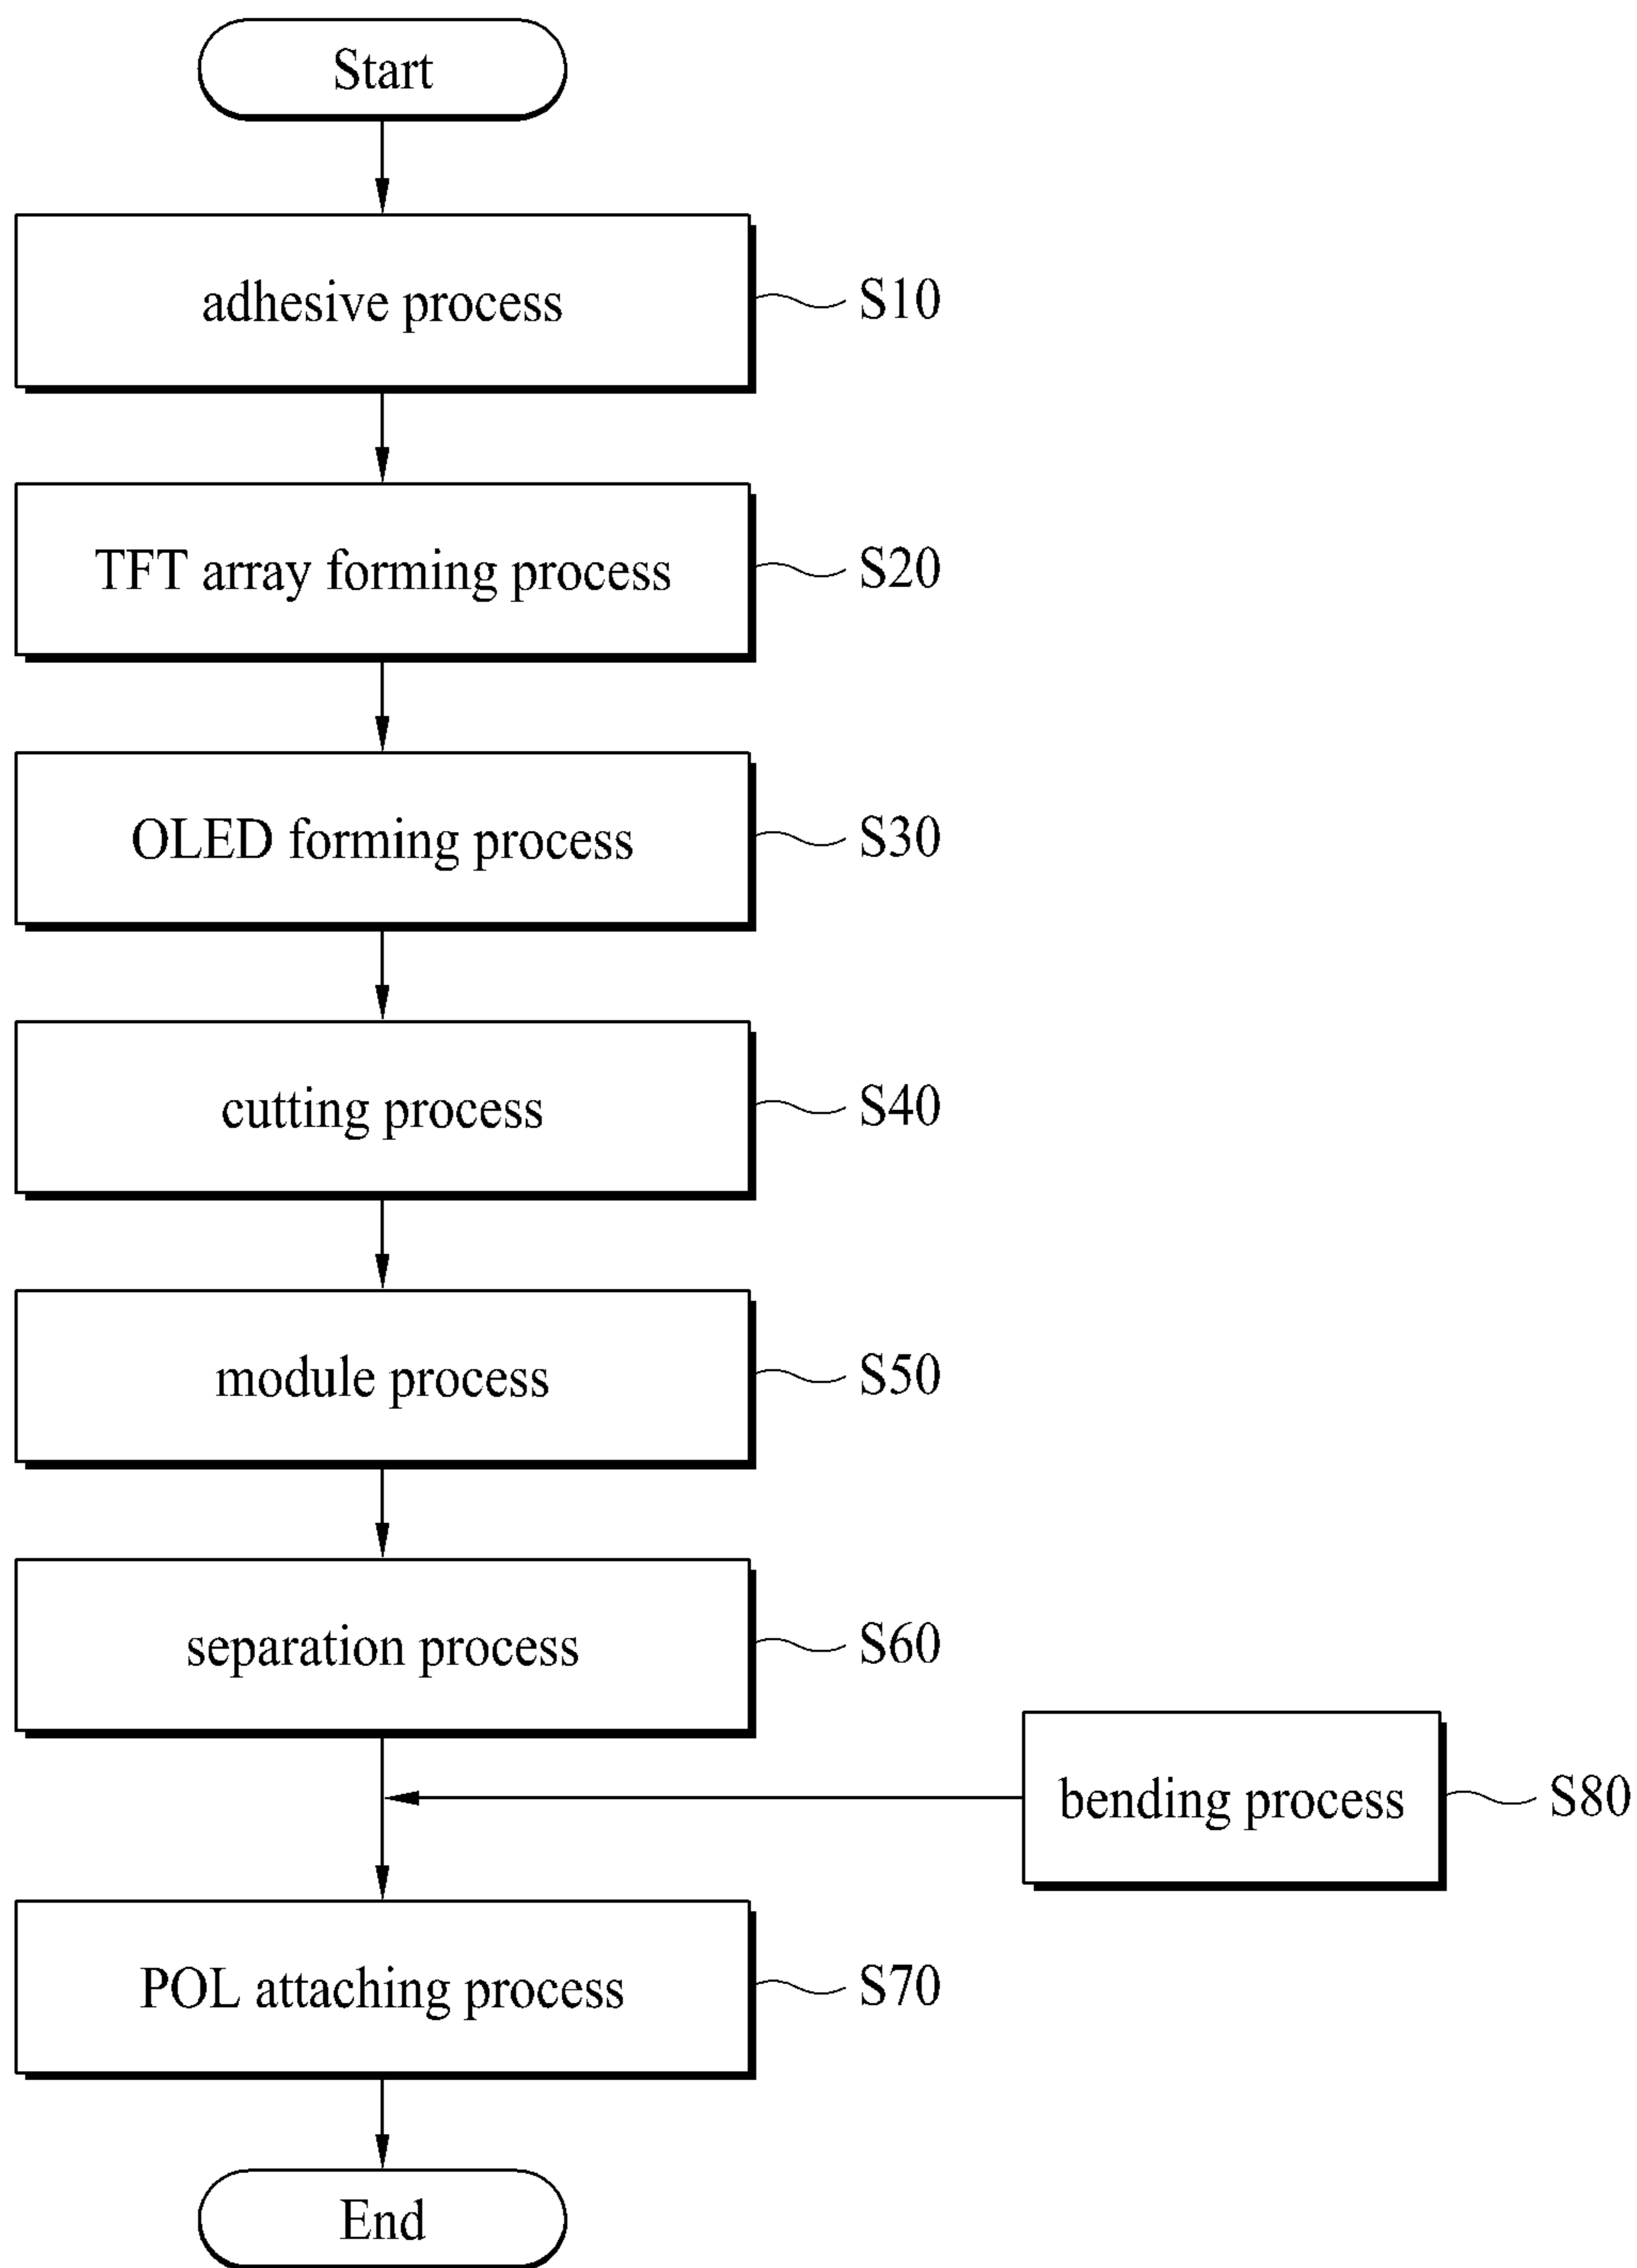 Start
adhesive process
S10
TFT array forming process
S20
OLED forming process
S30
cutting process
S40
module process
S50
separation process
S60
bending process
S80
POL attaching process
S70
End